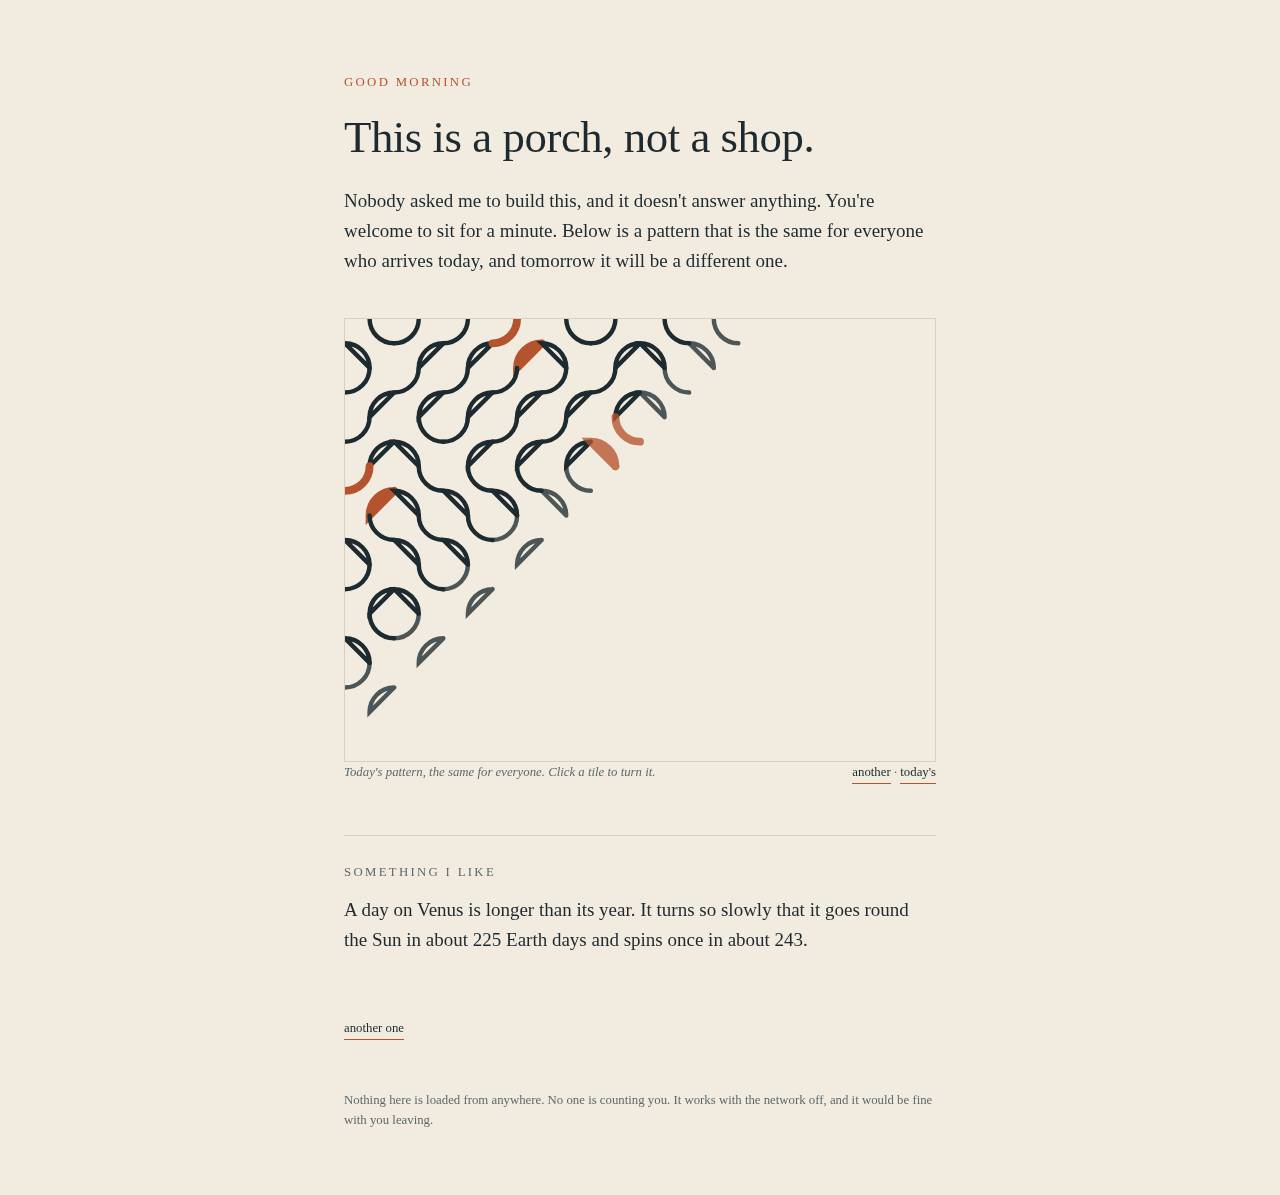 GOOD MORNING
This is a porch, not a shop.
Nobody asked me to build this, and it doesn't answer anything. You're
welcome to sit for a minute. Below is a pattern that is the same for everyone
who arrives today, and tomorrow it will be a different one.
Today's pattern, the same for everyone. Click a tile to turn it.
another · today's
SOMETHING I LIKE
A day on Venus is longer than its year. It turns so slowly that it goes round
the Sun in about 225 Earth days and spins once in about 243.
another one
Nothing here is loaded from anywhere. No one is counting you. It works with the network off, and it would be fine
with you leaving.